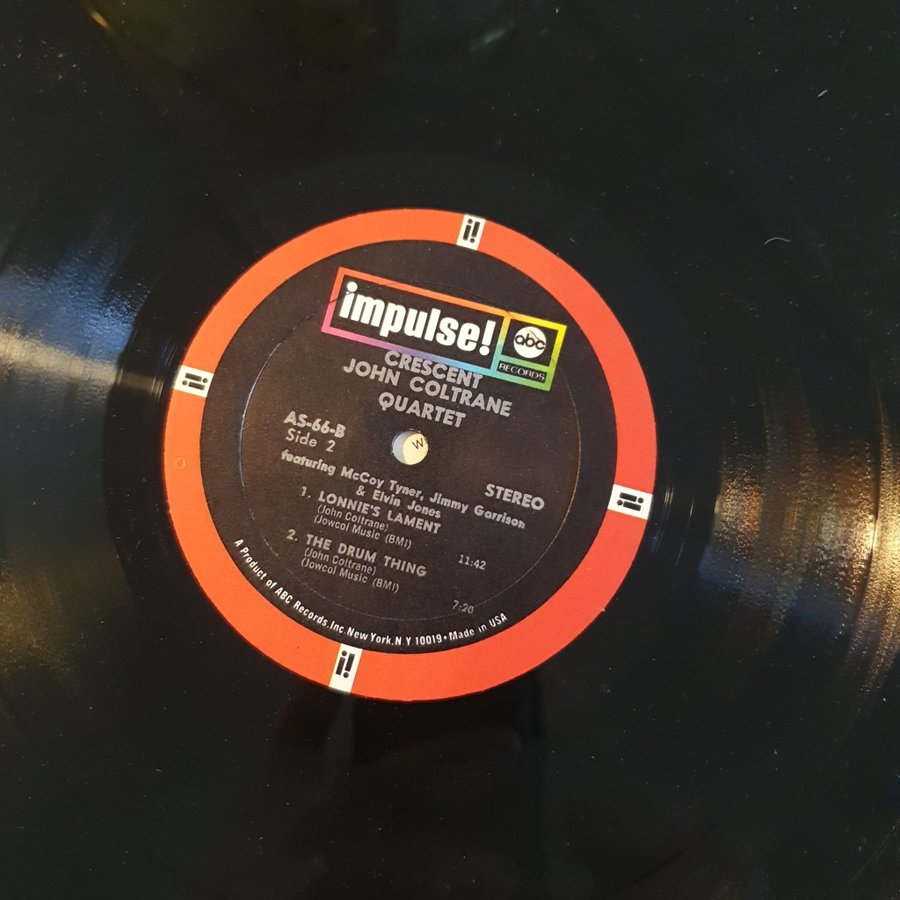 i!
impulse!
abc
RECORDS
CRESCENT
JOHN COLTRANE
QUARTET
AS-66-B
Side 2
STEREO
featuring McCoy Tyner, Jimmy Garrison
& Elvin Jones
1. LONNIE'S LAMENT
(John Coltrane)
(Jowcol Music (BMI)
11:42
2. THE DRUM THING
(John Coltrane)
(Jowcol Music (BMI)
7:20
A Product of ABC Records, Inc. New York, N.Y. 10019 • Made in USA
i!
i!
i!
W